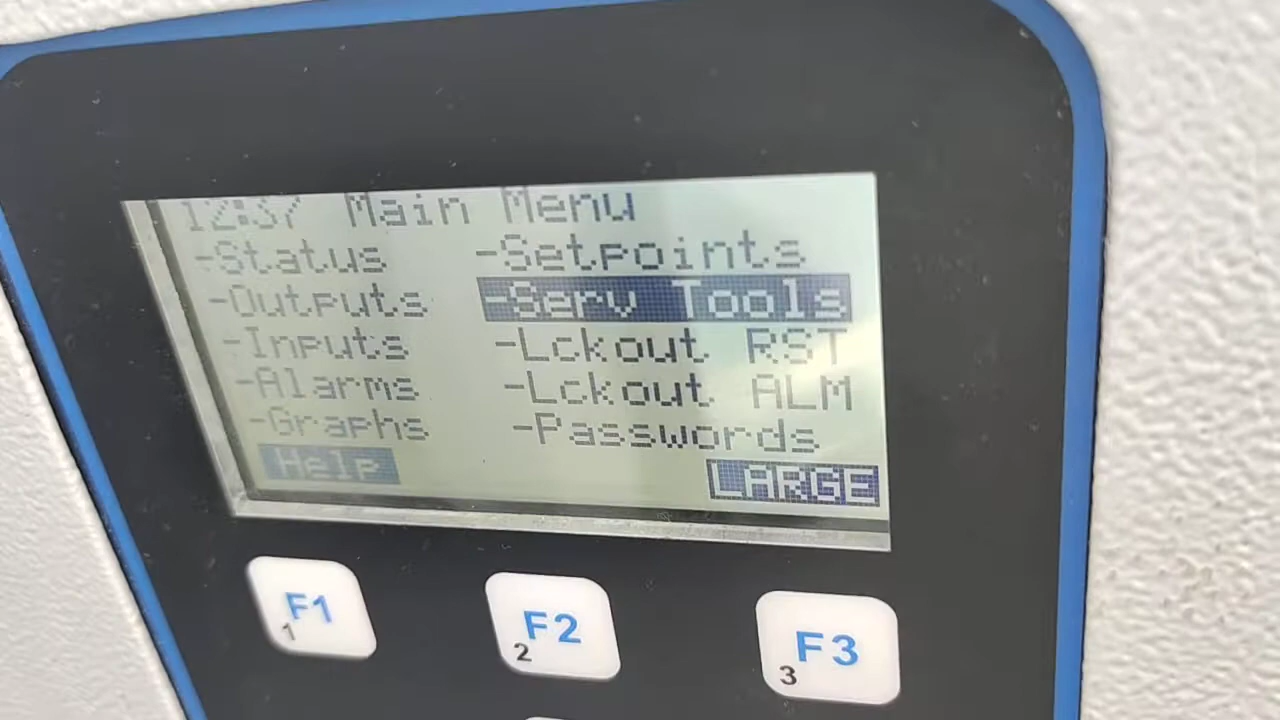 12:37 Main Menu
-Status -Setpoints
-Outputs -Serv Tools
-Inputs -Lckout RST
-Alarms -Lckout ALM
-Graphs -Passwords
Help LARGE
F1 F2 F3
1 2 3